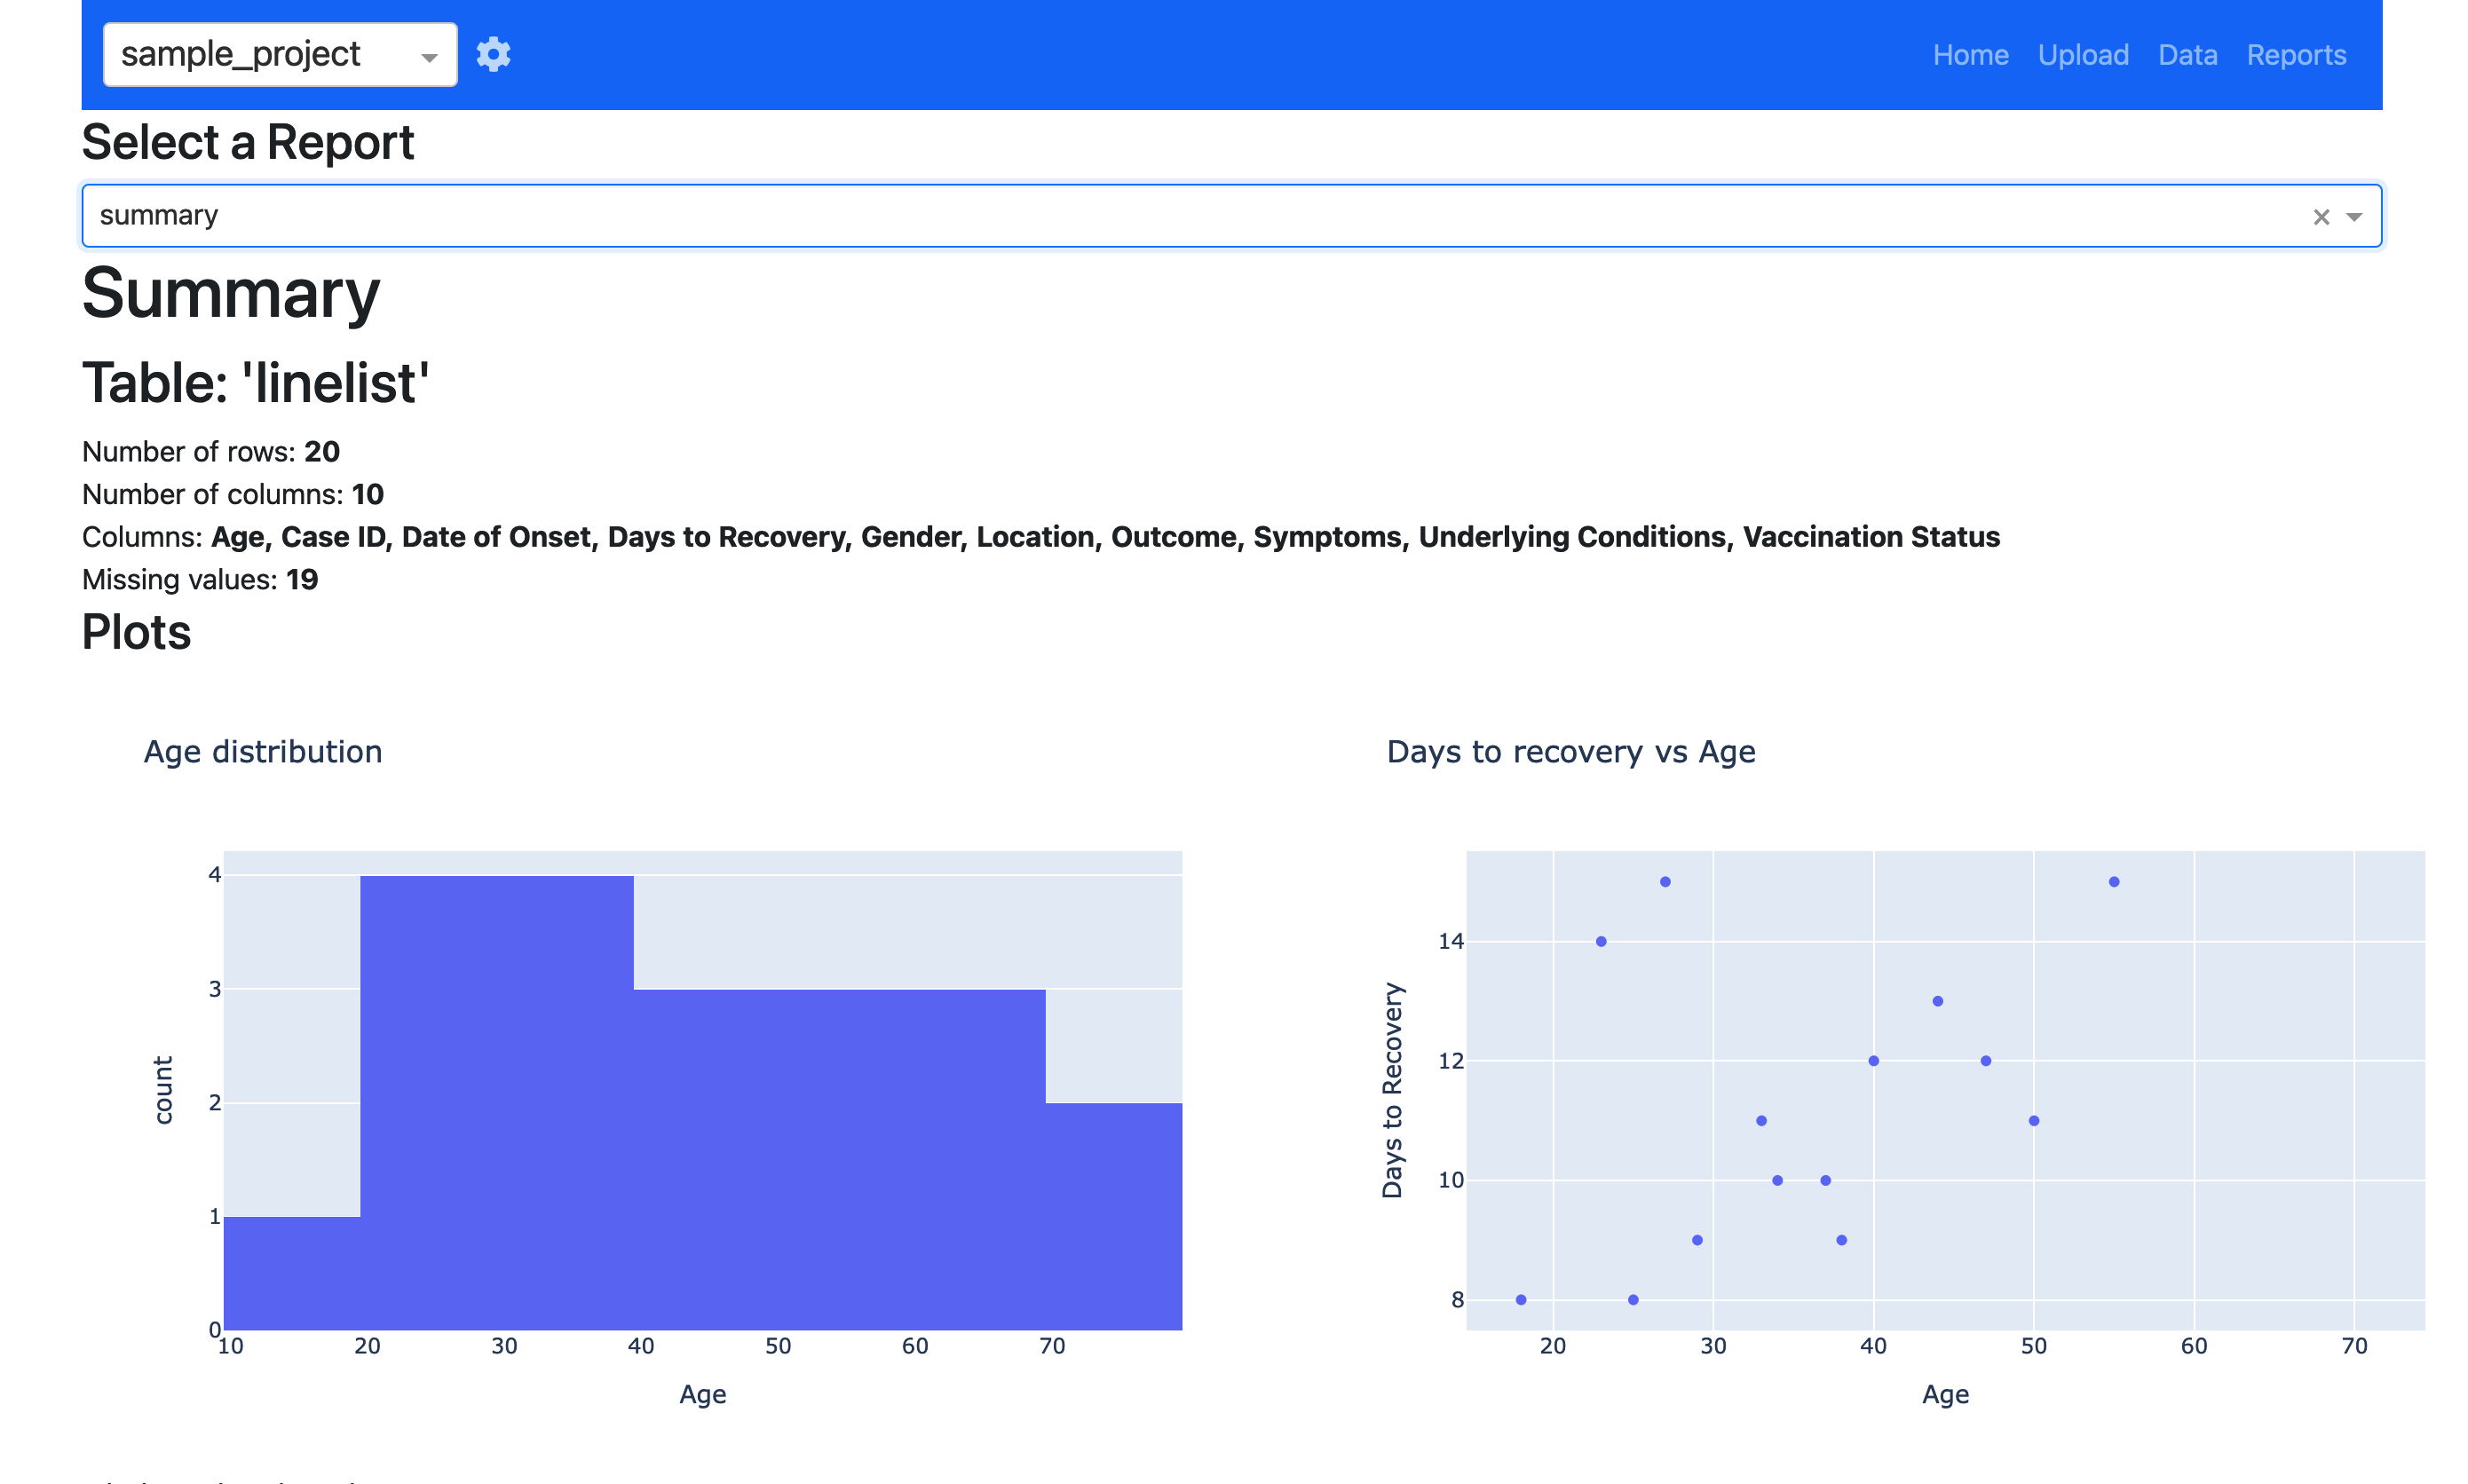 sample_project
Home Upload Data Reports
Select a Report
summary
Summary
Table: 'linelist'
Number of rows: 20
Number of columns: 10
Columns: Age, Case ID, Date of Onset, Days to Recovery, Gender, Location, Outcome, Symptoms, Underlying Conditions, Vaccination Status
Missing values: 19
Plots
Age distribution
4
3
2
1
0
count
10 20 30 40 50 60 70
Age
Days to recovery vs Age
14
12
10
8
Days to Recovery
20 30 40 50 60 70
Age